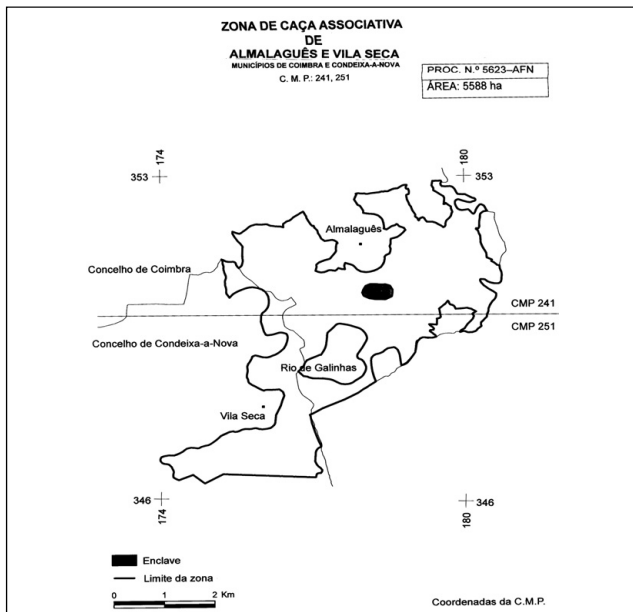 ZONA DE CAÇA ASSOCIATIVA
DE
ALMALAGUÊS E VILA SECA
MUNICÍPIOS DE COIMBRA E CONDEIXA-A-NOVA
C. M. P.: 241, 251
PROC. N.º 5623–AFN
ÁREA: 5588 ha
174
180
353
353
Almalaguês
Concelho de Coimbra
CMP 241
CMP 251
Concelho de Condeixa-a-Nova
Rio de Galinhas
Vila Seca
346
346
174
180
Enclave
Limite da zona
0 1 2 Km
Coordenadas da C.M.P.